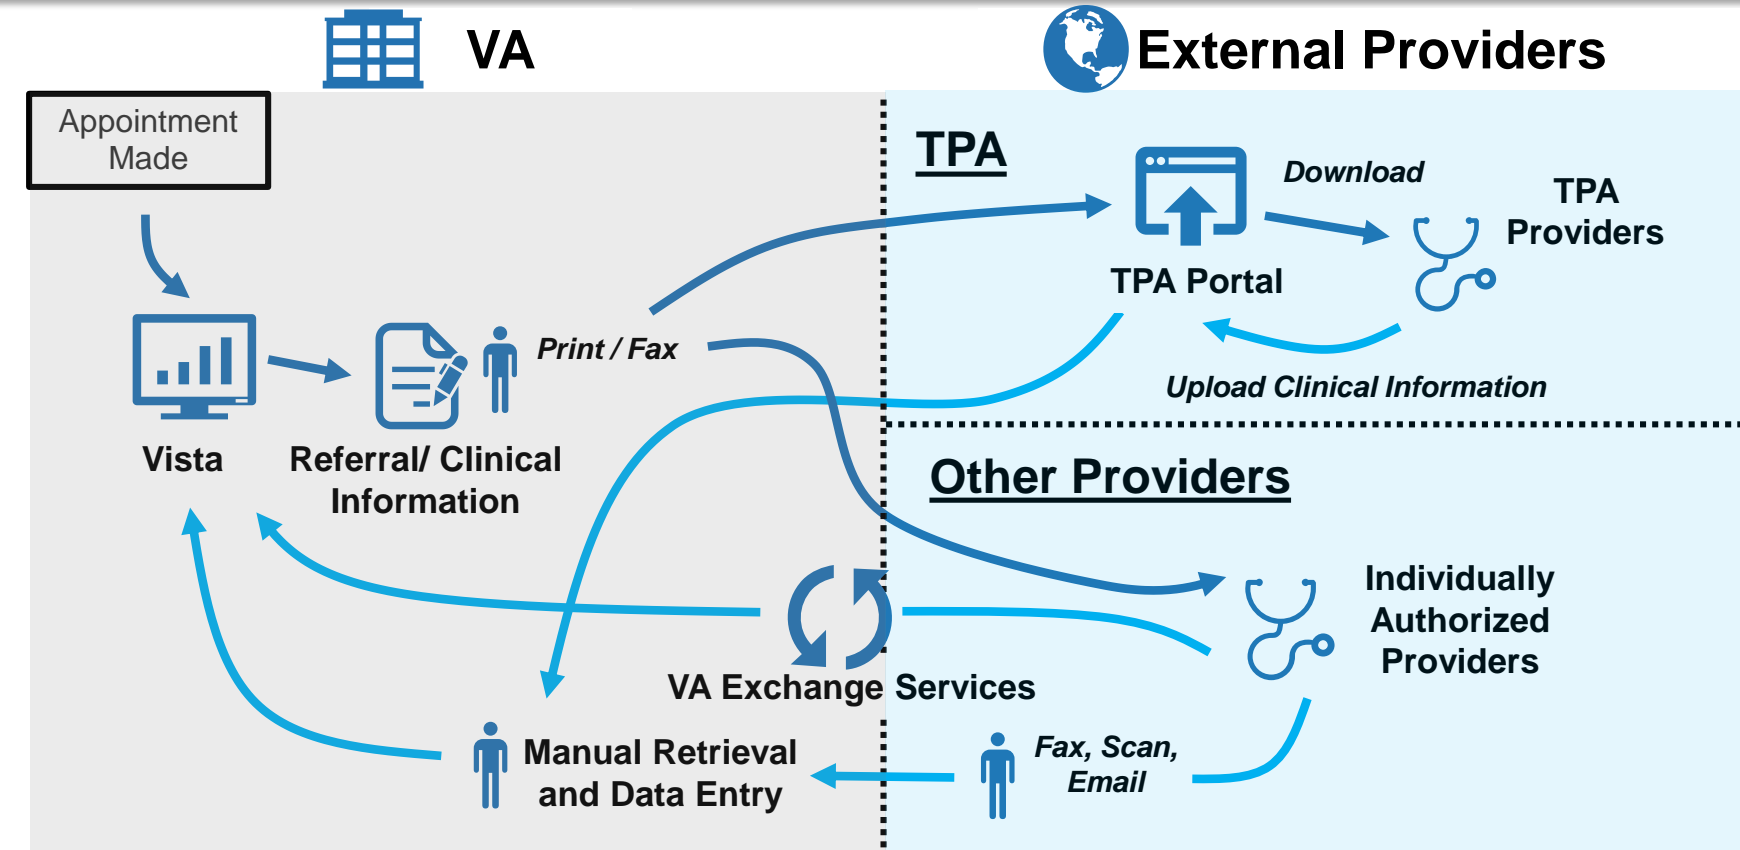 VA
External Providers
Appointment
Made
TPA
Download
TPA
Providers
TPA Portal
Print / Fax
Upload Clinical Information
Vista
Referral/ Clinical
Information
Other Providers
Individually
Authorized
Providers
VA Exchange Services
Manual Retrieval
and Data Entry
Fax, Scan,
Email